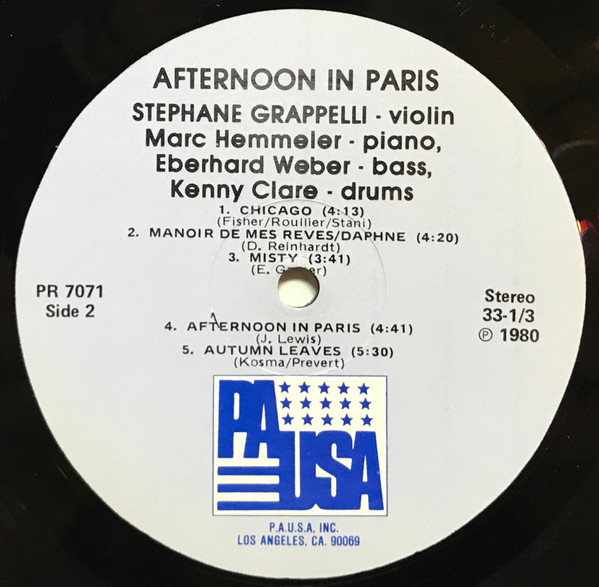 AFTERNOON IN PARIS
STEPHANE GRAPPELLI - violin
Marc Hemmeler - piano,
Eberhard Weber - bass,
Kenny Clare - drums
1. CHICAGO (4:13)
(Fisher/Roullier/Stani)
2. MANOIR DE MES REVES/DAPHNE (4:20)
(D. Reinhardt)
3. MISTY (3:41)
(E.
PR 7071
Side 2
Stereo
33-1/3
℗ 1980
4. AFTERNOON IN PARIS (4:41)
(J. Lewis)
5. AUTUMN LEAVES (5:30)
(Kosma/Prevert)
PAUSA
P.A.U.S.A, INC.
LOS ANGELES, CA. 90069